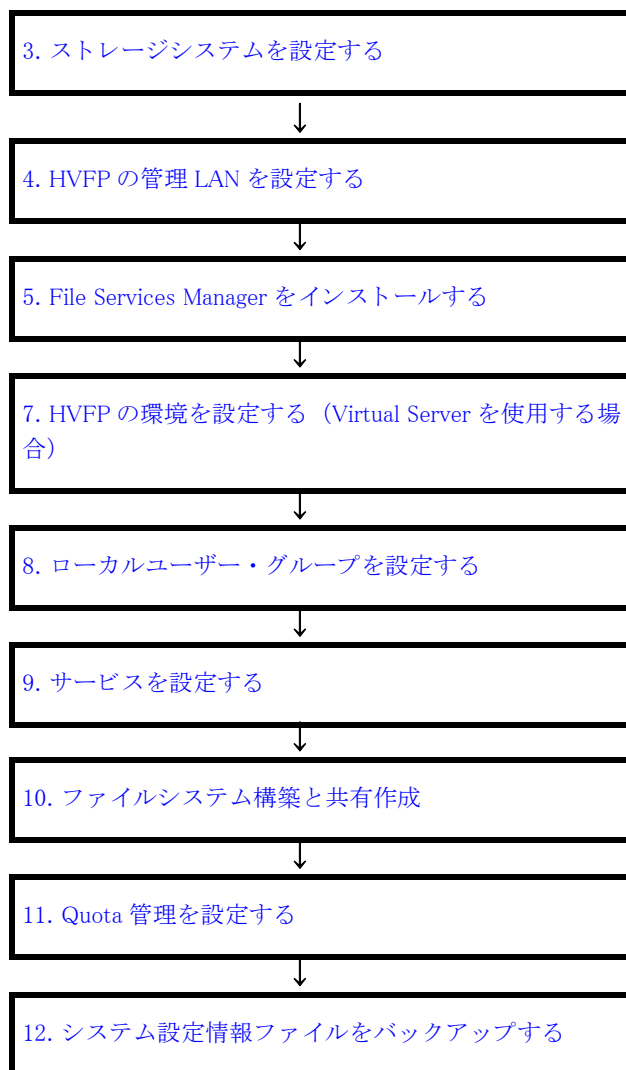 3. ストレージシステムを設定する
↓
4. HVFP の管理 LAN を設定する
↓
5. File Services Manager をインストールする
↓
7. HVFP の環境を設定する（Virtual Server を使用する場
合）
↓
8. ローカルユーザー・グループを設定する
↓
9. サービスを設定する
↓
10. ファイルシステム構築と共有作成
↓
11. Quota 管理を設定する
↓
12. システム設定情報ファイルをバックアップする